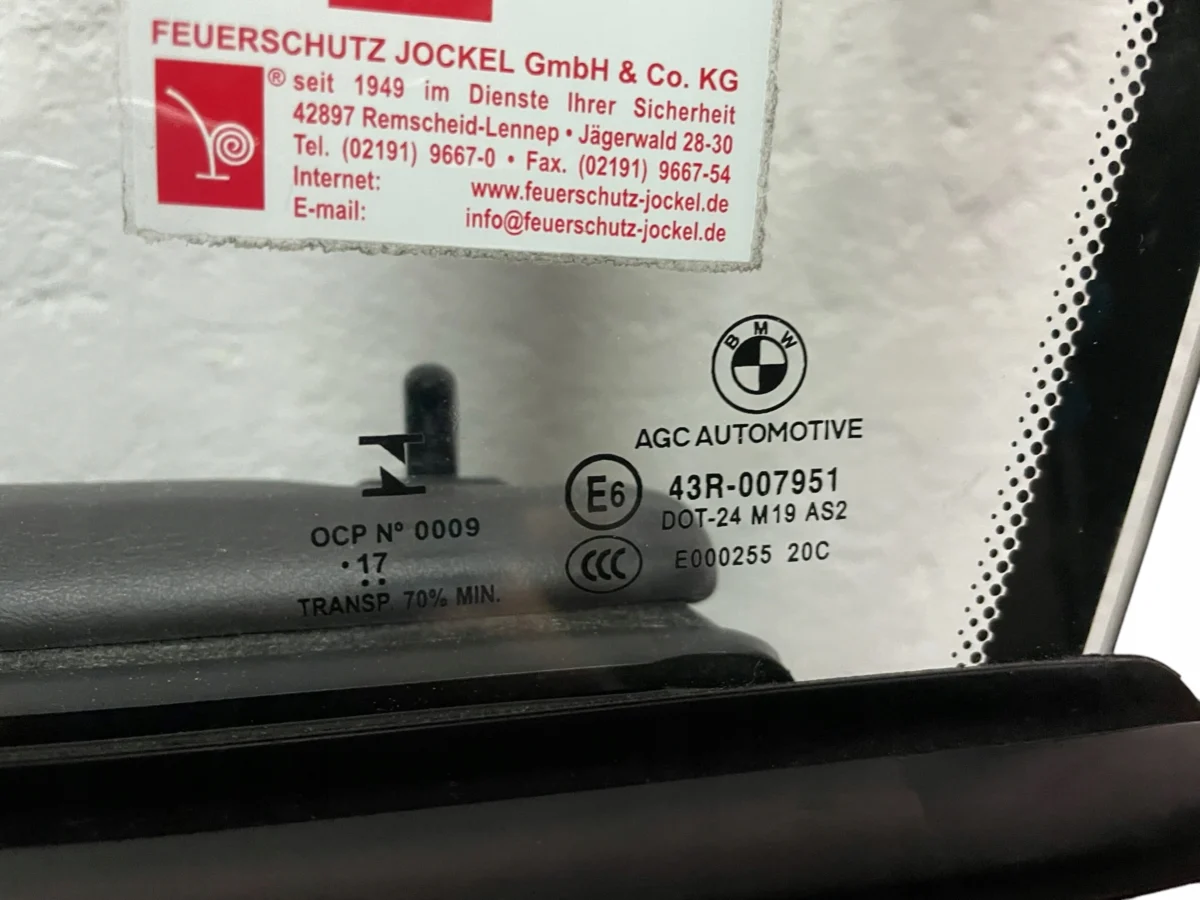 FEUERSCHUTZ JOCKEL GmbH & Co. KG
® seit 1949 im Dienste Ihrer Sicherheit
42897 Remscheid-Lennep • Jägerwald 28-30
Tel. (02191) 9667-0 • Fax. (02191) 9667-54
Internet: www.feuerschutz-jockel.de
E-mail: info@feuerschutz-jockel.de
BMW
AGC AUTOMOTIVE
E6 43R-007951
DOT-24 M19 AS2
CCC E000255 20C
OCP Nº 0009
·17
TRANSP 70% MIN.